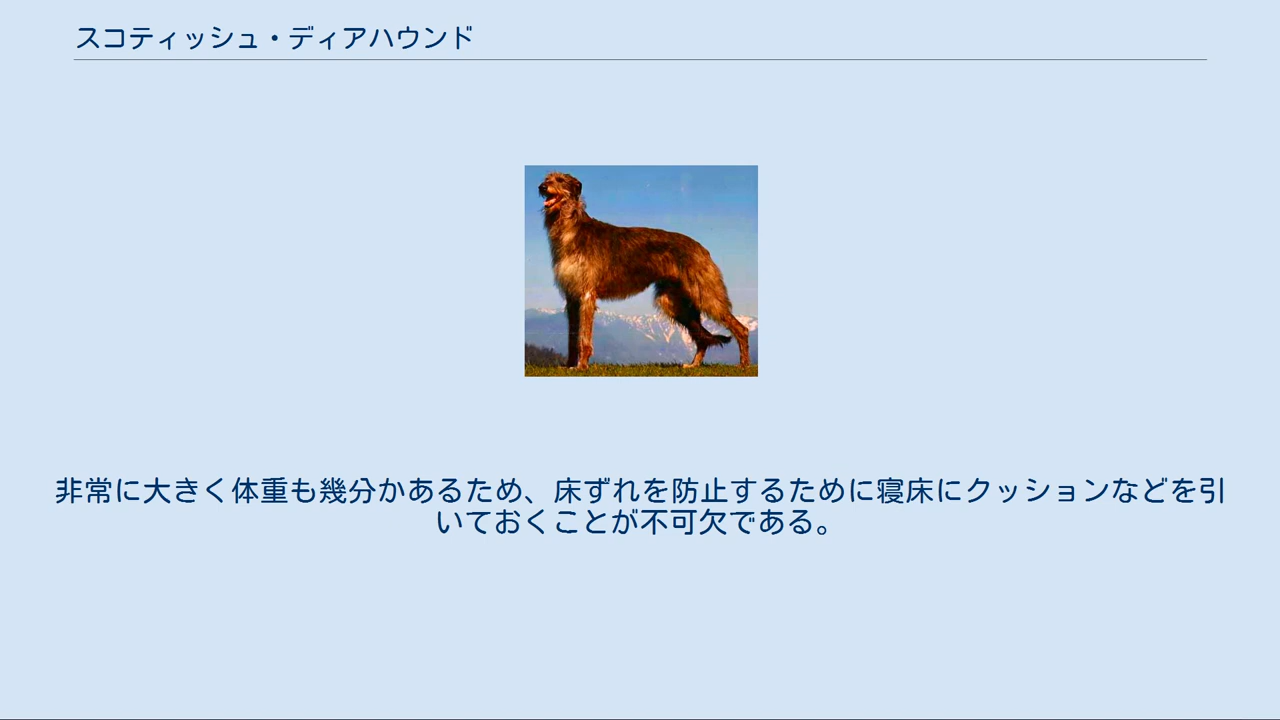 スコティッシュ・ディアハウンド
非常に大きく体重も幾分かあるため、床ずれを防止するために寝床にクッションなどを引
いておくことが不可欠である。